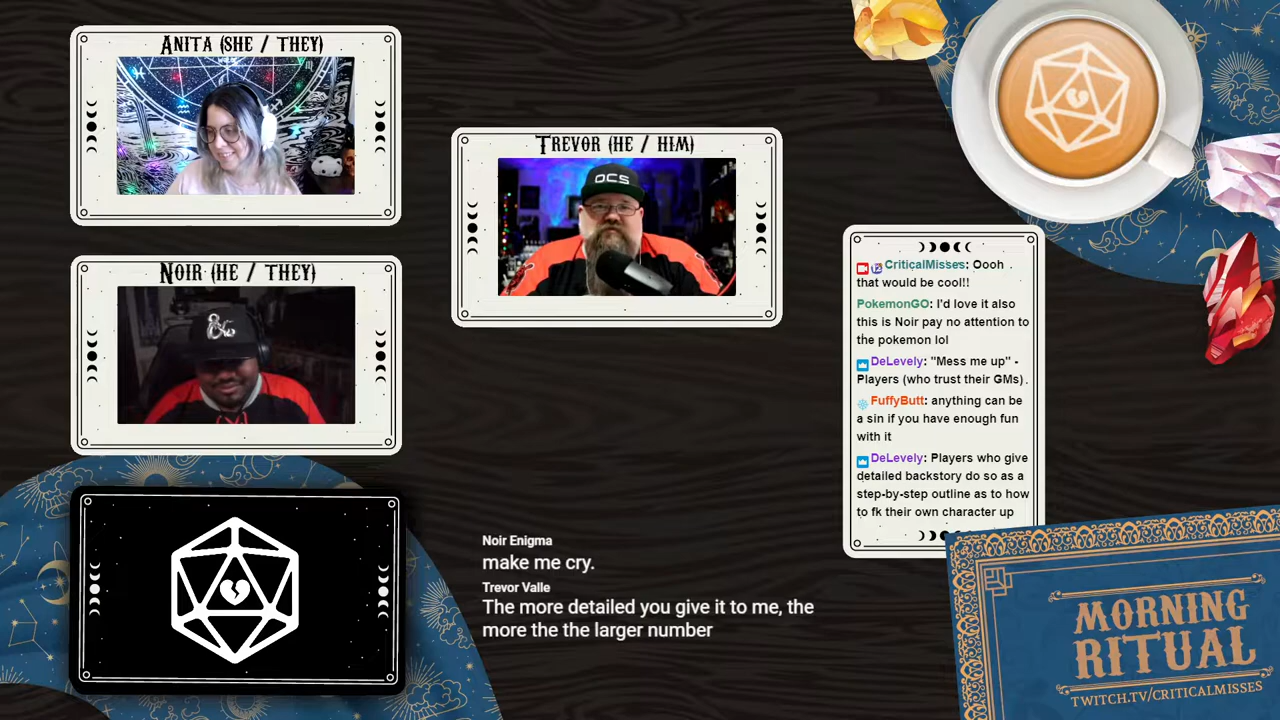 ANITA (SHE / THEY)
TREVOR (HE / HIM)
OCS
NOIR (HE / THEY)
CriticalMisses: Oooh
that would be cool!!
PokemonGO: I'd love it also
this is Noir pay no attention to
the pokemon lol
DeLevely: "Mess me up" -
Players (who trust their GMs).
FuffyButt: anything can be
a sin if you have enough fun
with it
DeLevely: Players who give
detailed backstory do so as a
step-by-step outline as to how
to fk their own character up
Noir Enigma
make me cry.
Trevor Valle
The more detailed you give it to me, the
more the the larger number
MORNING
RITUAL
TWITCH.TV/CRITICALMISSES